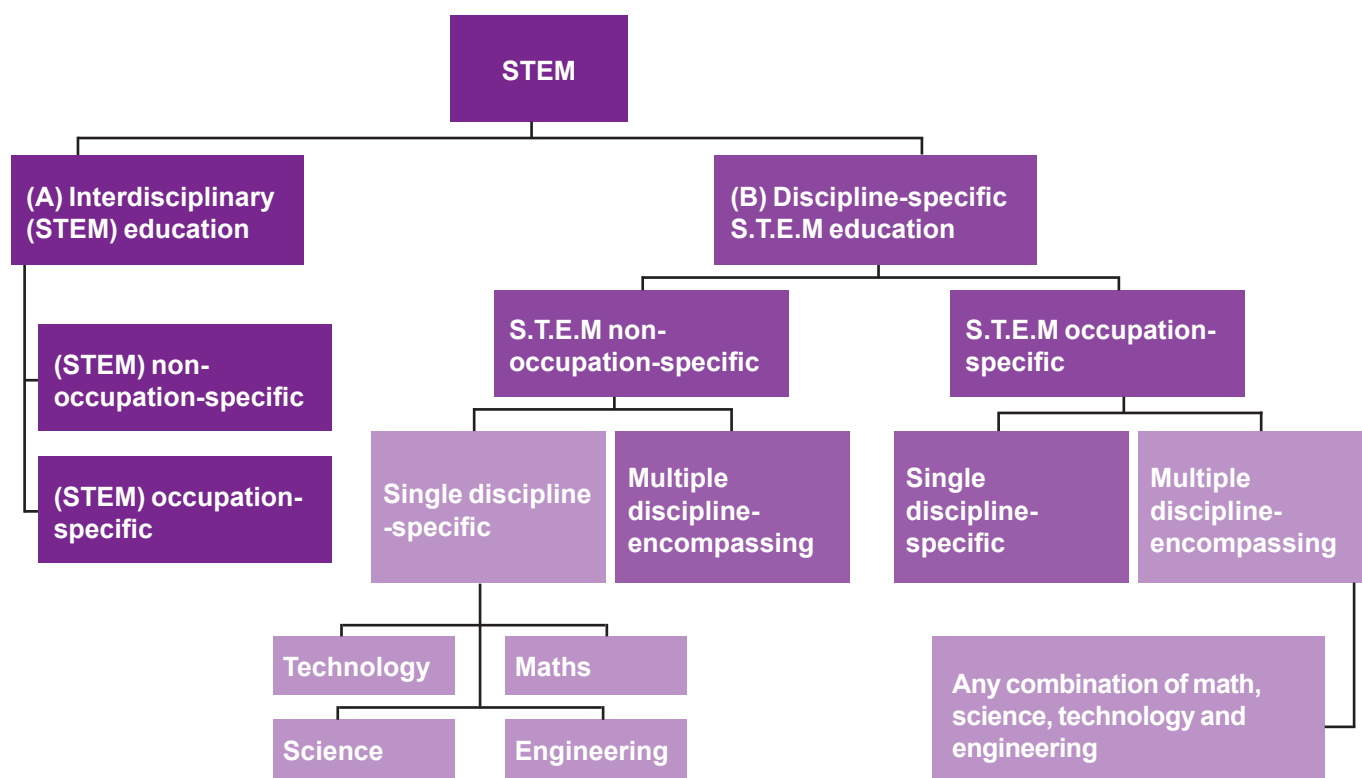 STEM
(A) Interdisciplinary
(STEM) education
(B) Discipline-specific
S.T.E.M education
(STEM) non-
occupation-specific
(STEM) occupation-
specific
S.T.E.M non-
occupation-specific
S.T.E.M occupation-
specific
Single discipline
-specific
Multiple
discipline-
encompassing
Single
discipline-
specific
Multiple
discipline-
encompassing
Technology
Maths
Science
Engineering
Any combination of math,
science, technology and
engineering